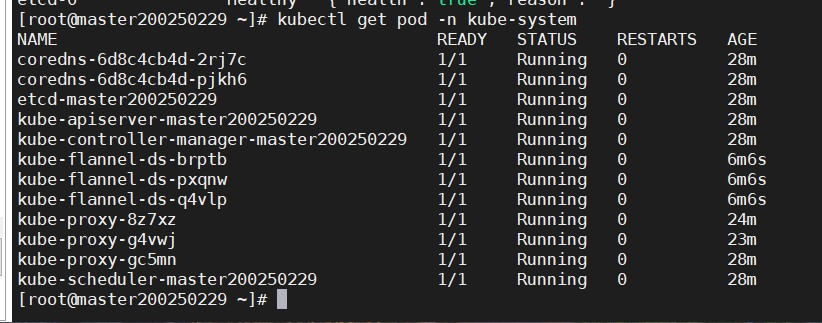 [root@master200250229 ~]# kubectl get pod -n kube-system
NAME READY STATUS RESTARTS AGE
coredns-6d8c4cb4d-2rj7c 1/1 Running 0 28m
coredns-6d8c4cb4d-pjkh6 1/1 Running 0 28m
etcd-master200250229 1/1 Running 0 28m
kube-apiserver-master200250229 1/1 Running 0 28m
kube-controller-manager-master200250229 1/1 Running 0 28m
kube-flannel-ds-brptb 1/1 Running 0 6m6s
kube-flannel-ds-pxqnw 1/1 Running 0 6m6s
kube-flannel-ds-q4vlp 1/1 Running 0 6m6s
kube-proxy-8z7xz 1/1 Running 0 24m
kube-proxy-g4vwj 1/1 Running 0 23m
kube-proxy-gc5mn 1/1 Running 0 28m
kube-scheduler-master200250229 1/1 Running 0 28m
[root@master200250229 ~]#